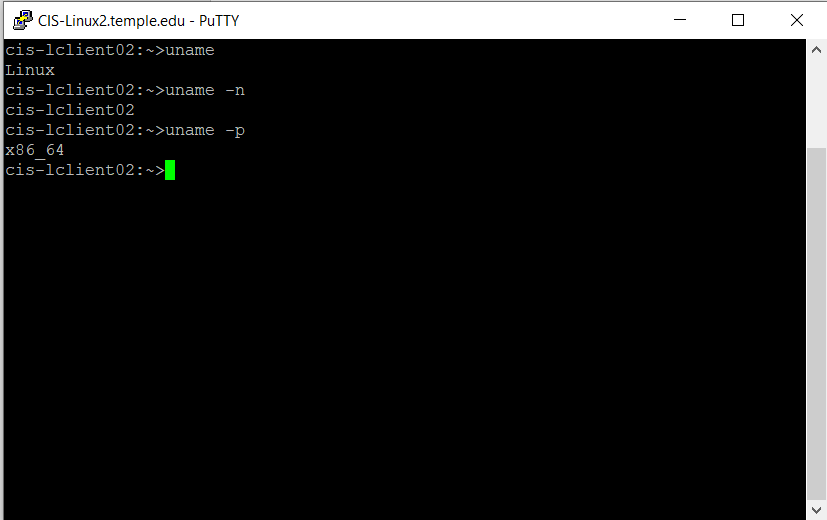 CIS-Linux2.temple.edu - PuTTY
cis-lclient02:~>uname
Linux
cis-lclient02:~>uname -n
cis-lclient02
cis-lclient02:~>uname -p
x86_64
cis-lclient02:~>